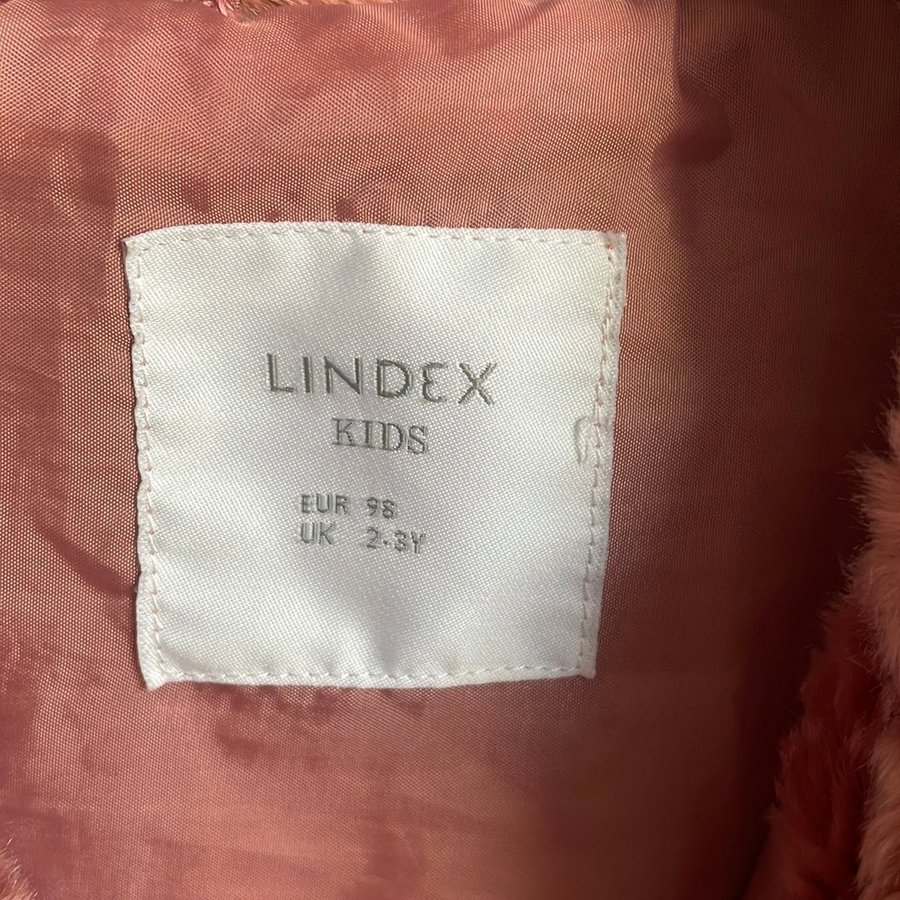 LINDEX
KIDS
EUR 98
UK 2-3Y